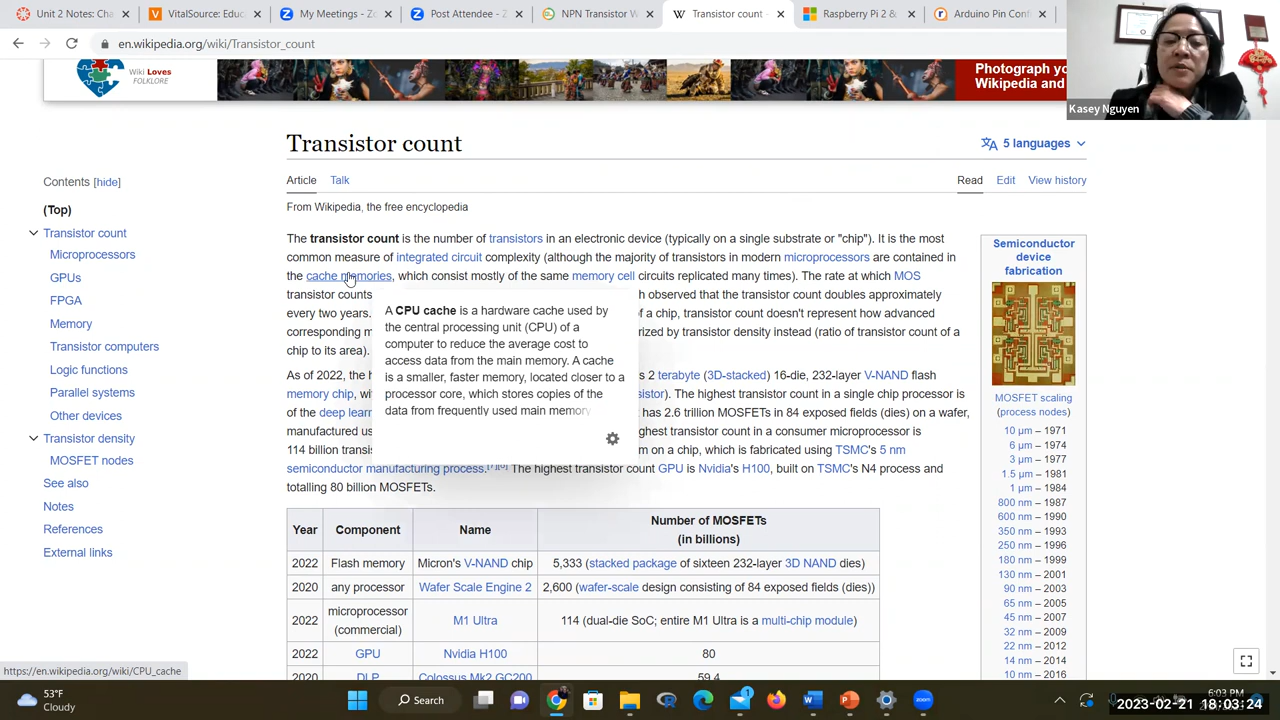 Unit 2 Notes: Car
VitalSource: Educ
My Meetings - Zo
Post Attendee - Z
NPN Transistor W
Transistor count -
Raspberry Pi 2 &
Arduino Pin Conf
en.wikipedia.org/wiki/Transistor_count
Wiki Loves
FOLKLORE
Photograph yo
Wikipedia and
Kasey Nguyen
Transistor count
5 languages
Contents [hide]
(Top)
Transistor count
Microprocessors
GPUs
FPGA
Memory
Transistor computers
Logic functions
Parallel systems
Other devices
Transistor density
MOSFET nodes
See also
Notes
References
External links
Article Talk
Read Edit View history
From Wikipedia, the free encyclopedia
The transistor count is the number of transistors in an electronic device (typically on a single substrate or "chip"). It is the most
common measure of integrated circuit complexity (although the majority of transistors in modern microprocessors are contained in
the cache memories, which consist mostly of the same memory cell circuits replicated many times). The rate at which MOS
transistor counts h observed that the transistor count doubles approximately
every two years. of a chip, transistor count doesn't represent how advanced
corresponding m rized by transistor density instead (ratio of transistor count of a
chip to its area).
A CPU cache is a hardware cache used by
the central processing unit (CPU) of a
computer to reduce the average cost to
access data from the main memory. A cache
is a smaller, faster memory, located closer to a
processor core, which stores copies of the
data from frequently used main memory
As of 2022, the s 2 terabyte (3D-stacked) 16-die, 232-layer V-NAND flash
memory chip, wi sistor). The highest transistor count in a single chip processor is
of the deep learn has 2.6 trillion MOSFETs in 84 exposed fields (dies) on a wafer,
manufactured us ghest transistor count in a consumer microprocessor is
114 billion transis m on a chip, which is fabricated using TSMC's 5 nm
semiconductor manufacturing process. The highest transistor count GPU is Nvidia's H100, built on TSMC's N4 process and
totalling 80 billion MOSFETs.
Year Component Name Number of MOSFETs
(in billions)
2022 Flash memory Micron's V-NAND chip 5,333 (stacked package of sixteen 232-layer 3D NAND dies)
2020 any processor Wafer Scale Engine 2 2,600 (wafer-scale design consisting of 84 exposed fields (dies))
2022 microprocessor
(commercial) M1 Ultra 114 (dual-die SoC; entire M1 Ultra is a multi-chip module)
2022 GPU Nvidia H100 80
2020 DLP Colossus Mk2 GC200 59.4
Semiconductor
device
fabrication
MOSFET scaling
(process nodes)
10 μm – 1971
6 μm – 1974
3 μm – 1977
1.5 μm – 1981
1 μm – 1984
800 nm – 1987
600 nm – 1990
350 nm – 1993
250 nm – 1996
180 nm – 1999
130 nm – 2001
90 nm – 2003
65 nm – 2005
45 nm – 2007
32 nm – 2009
22 nm – 2012
14 nm – 2014
10 nm – 2016
https://en.wikipedia.org/wiki/CPU_cache
53°F
Cloudy
Search
zoom
6:03 PM
2023-02-21 18:03:24